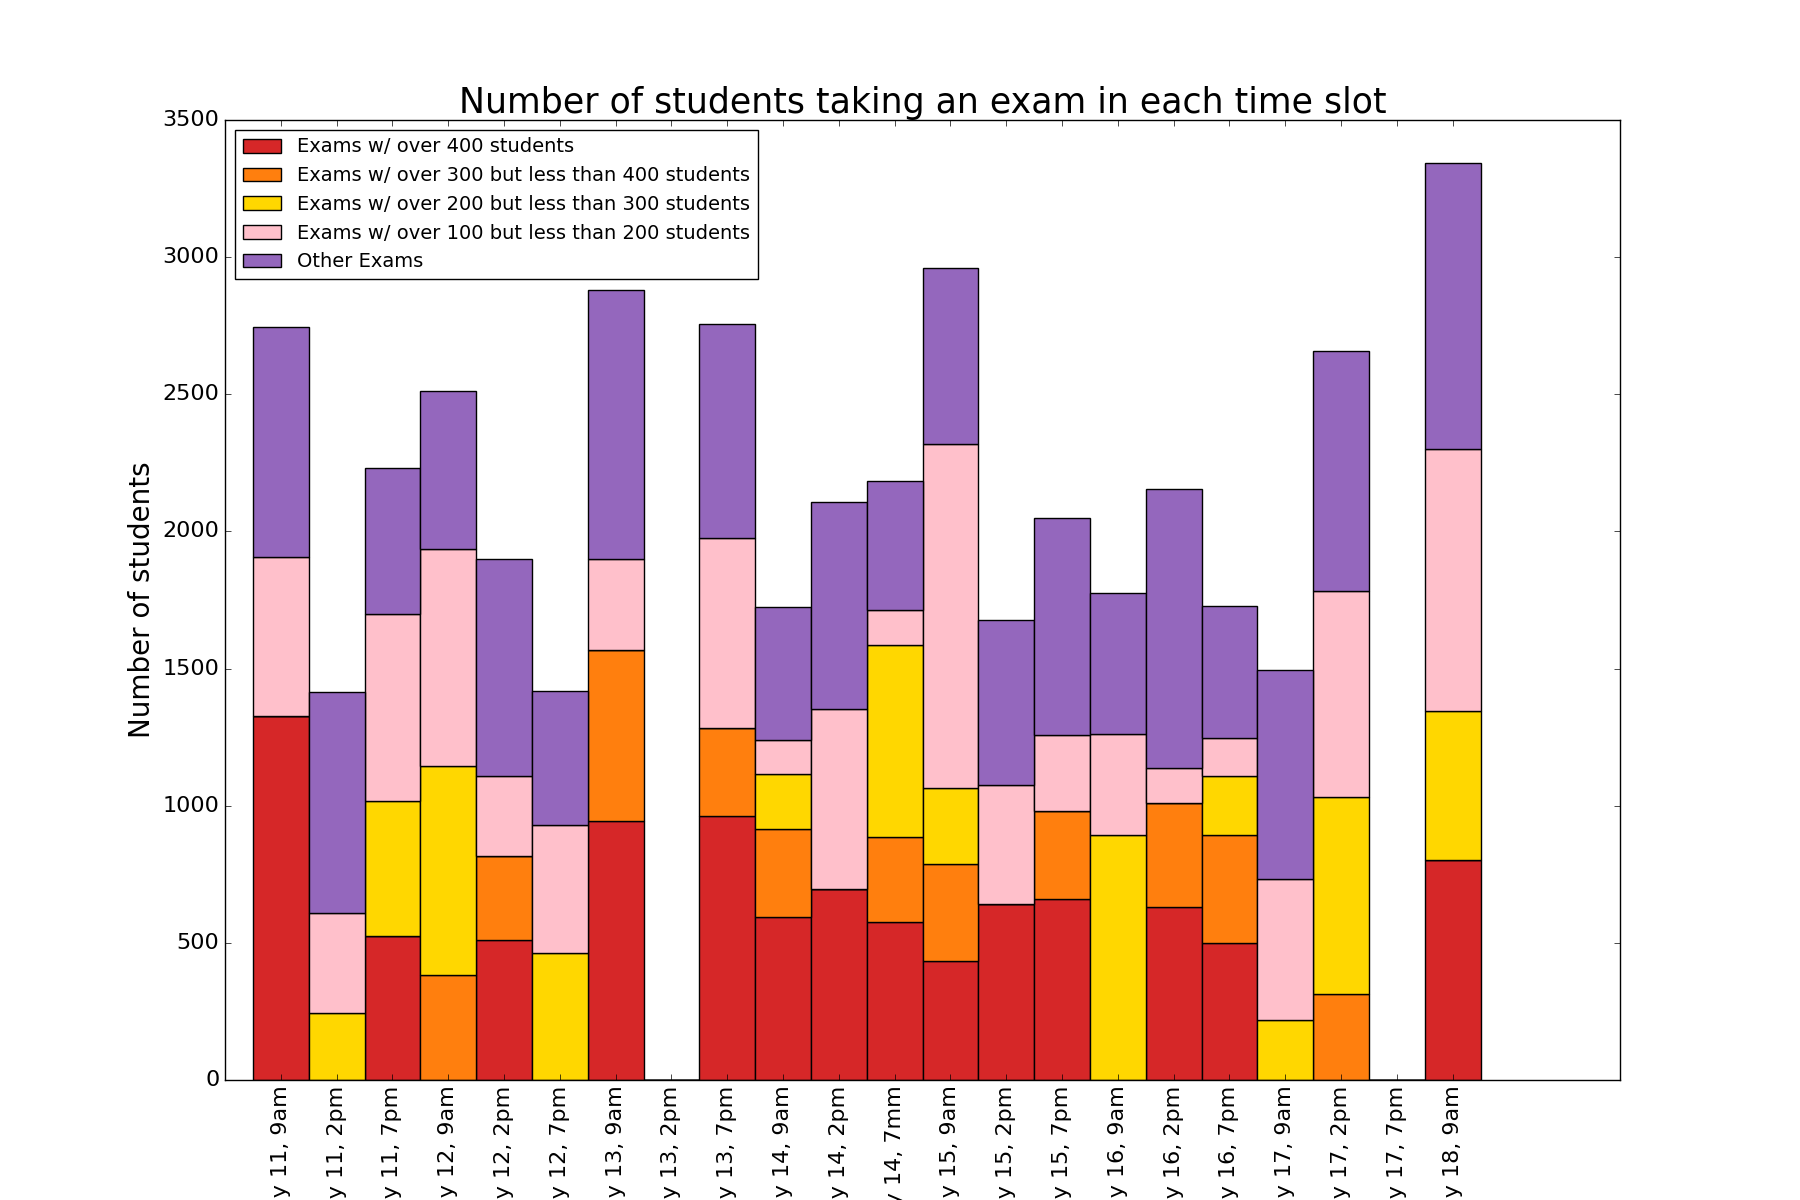 Number of students taking an exam in each time slot
3500
3000
2500
2000
1500
1000
500
0
Number of students
Exams w/ over 400 students
Exams w/ over 300 but less than 400 students
Exams w/ over 200 but less than 300 students
Exams w/ over 100 but less than 200 students
Other Exams
y 11, 9am
y 11, 2pm
y 11, 7pm
y 12, 9am
y 12, 2pm
y 12, 7pm
y 13, 9am
y 13, 2pm
y 13, 7pm
y 14, 9am
y 14, 2pm
y 14, 7mm
y 15, 9am
y 15, 2pm
y 15, 7pm
y 16, 9am
y 16, 2pm
y 16, 7pm
y 17, 9am
y 17, 2pm
y 17, 7pm
y 18, 9am